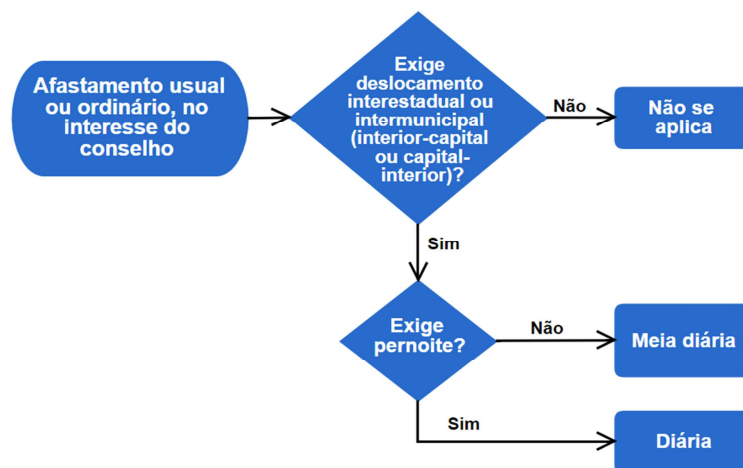 Afastamento usual
ou ordinário, no
interesse do
conselho
Exige
deslocamento
interestadual ou
intermunicipal
(interior-capital
ou capital-
interior)?
Não
Não se
aplica
Sim
Exige
pernoite?
Não
Meia diária
Sim
Diária